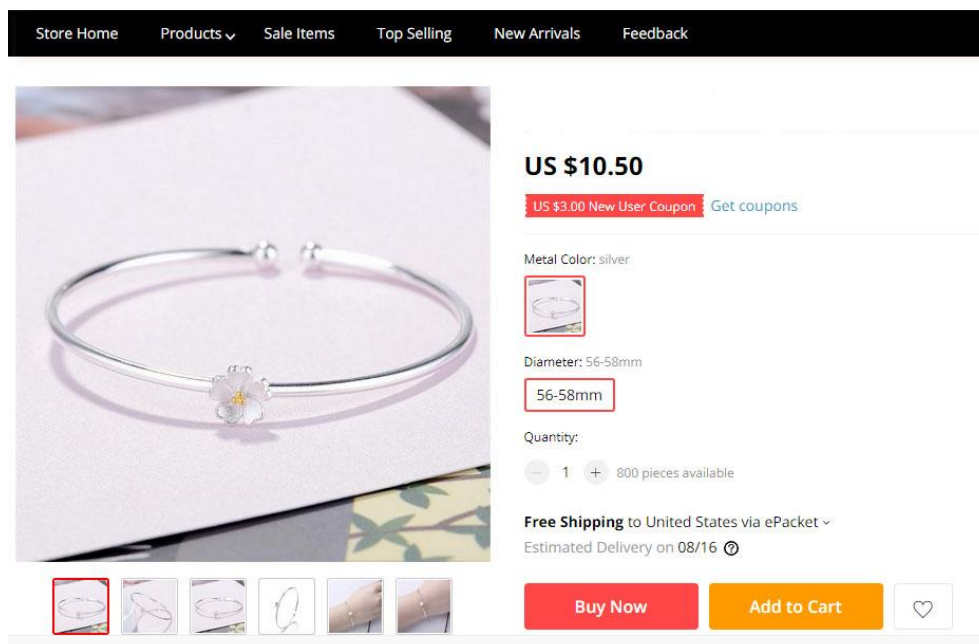 Store Home Products Sale Items Top Selling New Arrivals Feedback
US $10.50
US $3.00 New User Coupon Get coupons
Metal Color: silver
Diameter: 56-58mm
56-58mm
Quantity:
− 1 + 800 pieces available
Free Shipping to United States via ePacket
Estimated Delivery on 08/16 ?
Buy Now Add to Cart